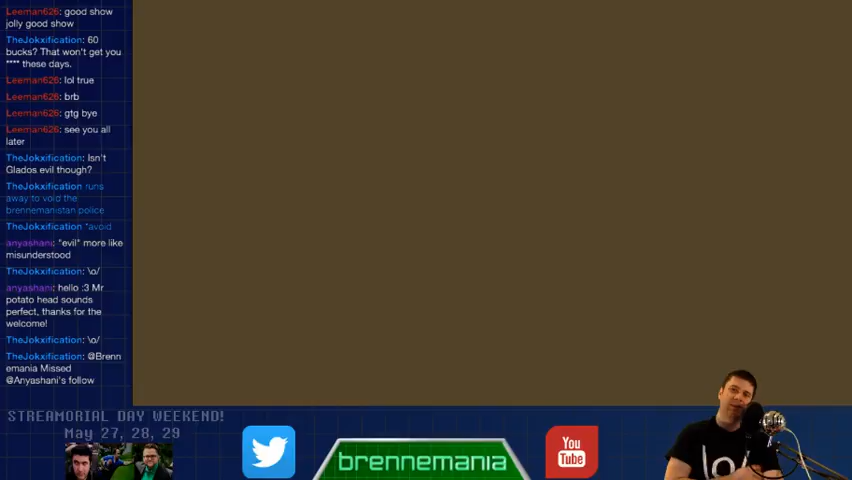 Leeman626: good show
jolly good show
TheJokxification: 60
bucks? That won't get you
**** these days.
Leeman626: lol true
Leeman626: brb
Leeman626: gtg bye
Leeman626: see you all
later
TheJokxification: Isn't
Glados evil though?
TheJokxification runs
away to void the
brennemanistan police
TheJokxification *avoid
anyashani: "evil" more like
misunderstood
TheJokxification: \o/
anyashani: hello :3 Mr
potato head sounds
perfect, thanks for the
welcome!
TheJokxification: \o/
TheJokxification: @Brenn
emania Missed
@Anyashani's follow
STREAMORIAL DAY WEEKEND!
May 27, 28, 29
brennemania
You
Tube
\o/